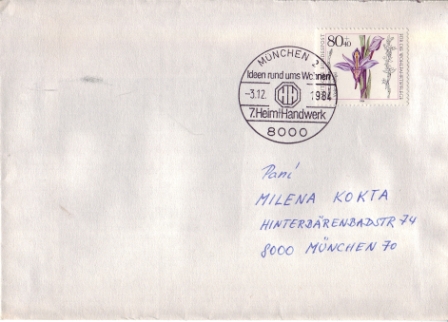 80+40
MÜNCHEN 2
Ideen rund ums Wohnen
-3.12. 1984
7.Heim+Handwerk
8000
Paní
MILENA KOKTA
HINTERBÄRENBADSTR 74
8000 MÜNCHEN 70